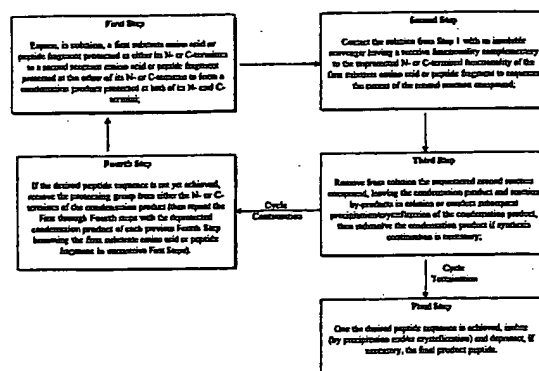 First Step
Expose, in solution, a first substrate amino acid or
peptide fragment protected at either its N- or C-terminus
to a second reactant amino acid or peptide fragment
protected at the other of its N- or C-terminus to form a
condensation product protected at both of its N- and C-
termini;
Second Step
Contact the solution from Step 1 with an insoluble
scavenger having a reactive functionality complementary
to the unprotected N- or C-terminal functionality of the
first substrate amino acid or peptide fragment to sequester
the excess of the second reactant compound;
Third Step
Remove from solution the sequestered second reactant
compound, leaving the condensation product and reaction
by-products in solution or conduct subsequent
precipitation/crystallization of the condensation product,
then redissolve the condensation product if synthesis
continuation is necessary;
Cycle
Continuation
Fourth Step
If the desired peptide sequence is not yet achieved,
remove the protecting group from either the N- or C-
terminus of the condensation product (then repeat the
First through Fourth steps with the deprotected
condensation product of each previous Fourth Step
becoming the first substrate amino acid or peptide
fragment in successive First Steps).
Cycle
Termination
Final Step
One the desired peptide sequence is achieved, isolate
(by precipitation and/or crystallization) and deprotect, if
necessary, the final product peptide.